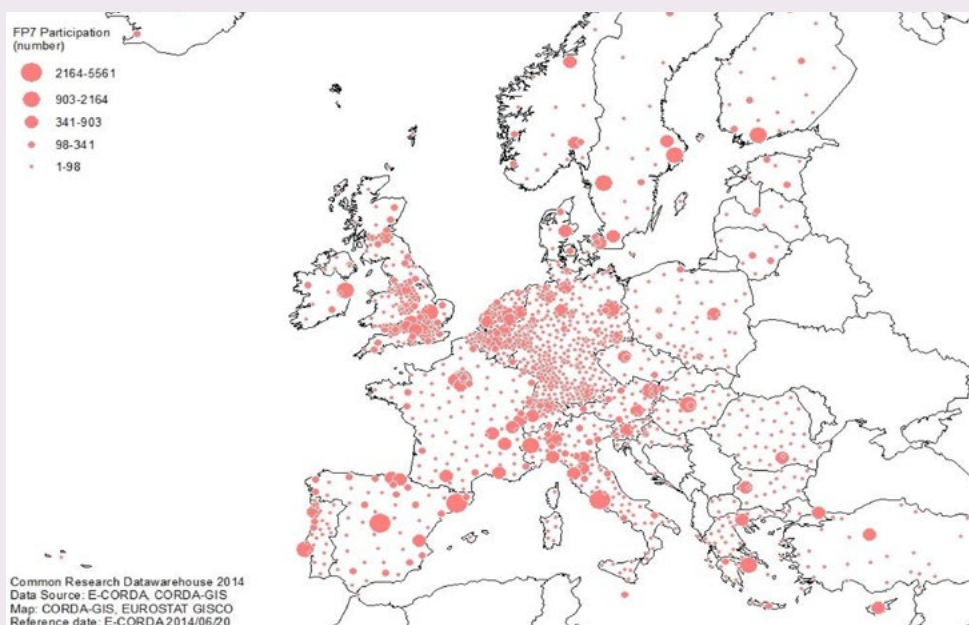 FP7 Participation
(number)
2164-5561
903-2164
341-903
98-341
1-98
Common Research Datawarehouse 2014
Data Source: E-CORDA, CORDA-GIS
Map: CORDA-GIS, EUROSTAT GISCO
Reference date: E-CORDA 2014/06/20